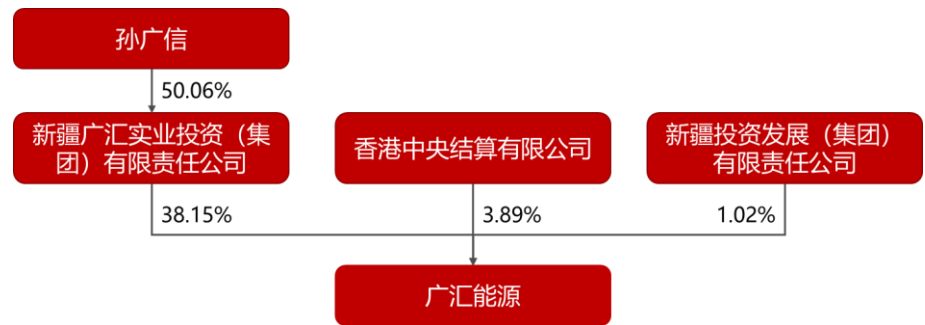 孙广信
50.06%
新疆广汇实业投资（集
团）有限责任公司
香港中央结算有限公司
新疆投资发展（集团）
有限责任公司
38.15%
3.89%
1.02%
广汇能源